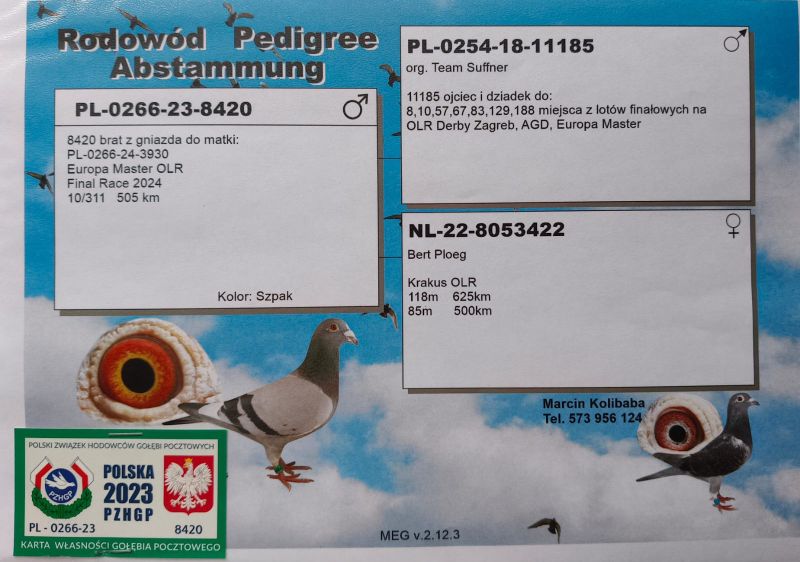 Rodowód Pedigree
Abstammung
PL-0266-23-8420
8420 brat z gniazda do matki:
PL-0266-24-3930
Europa Master OLR
Final Race 2024
10/311 505 km
Kolor: Szpak
PL-0254-18-11185
org. Team Suffner
11185 ojciec i dziadek do:
8,10,57,67,83,129,188 miejsca z lotów finałowych na
OLR Derby Zagreb, AGD, Europa Master
NL-22-8053422
Bert Ploeg
Krakus OLR
118m 625km
85m 500km
Marcin Kolibaba
Tel. 573 956 124
POLSKI ZWIĄZEK HODOWCÓW GOŁĘBI POCZTOWYCH
PZHGP
POLSKA
2023
PZHGP
PL - 0266-23 8420
KARTA WŁASNOŚCI GOŁĘBIA POCZTOWEGO
MEG v.2.12.3